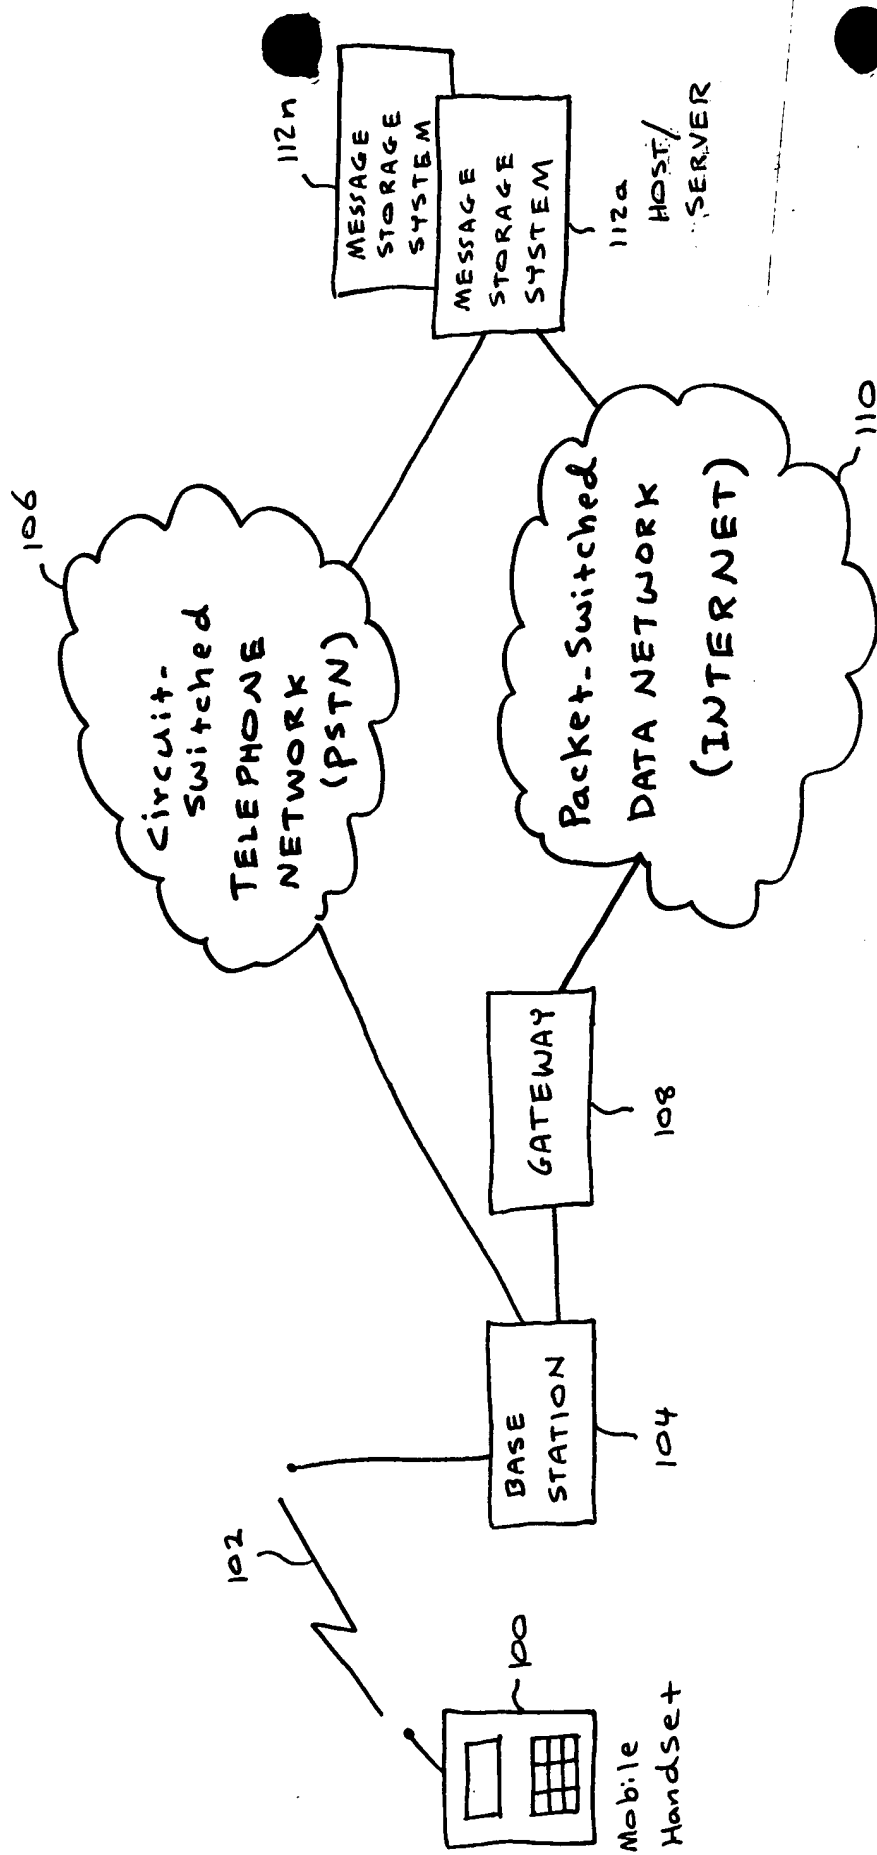 106
Circuit-
Switched
TELEPHONE
NETWORK
(PSTN)
112n
MESSAGE
STORAGE
SYSTEM
MESSAGE
STORAGE
SYSTEM
112a
HOST/
SERVER
102
100
Mobile
Handset
BASE
STATION
104
GATEWAY
108
Packet-Switched
DATA NETWORK
(INTERNET)
110